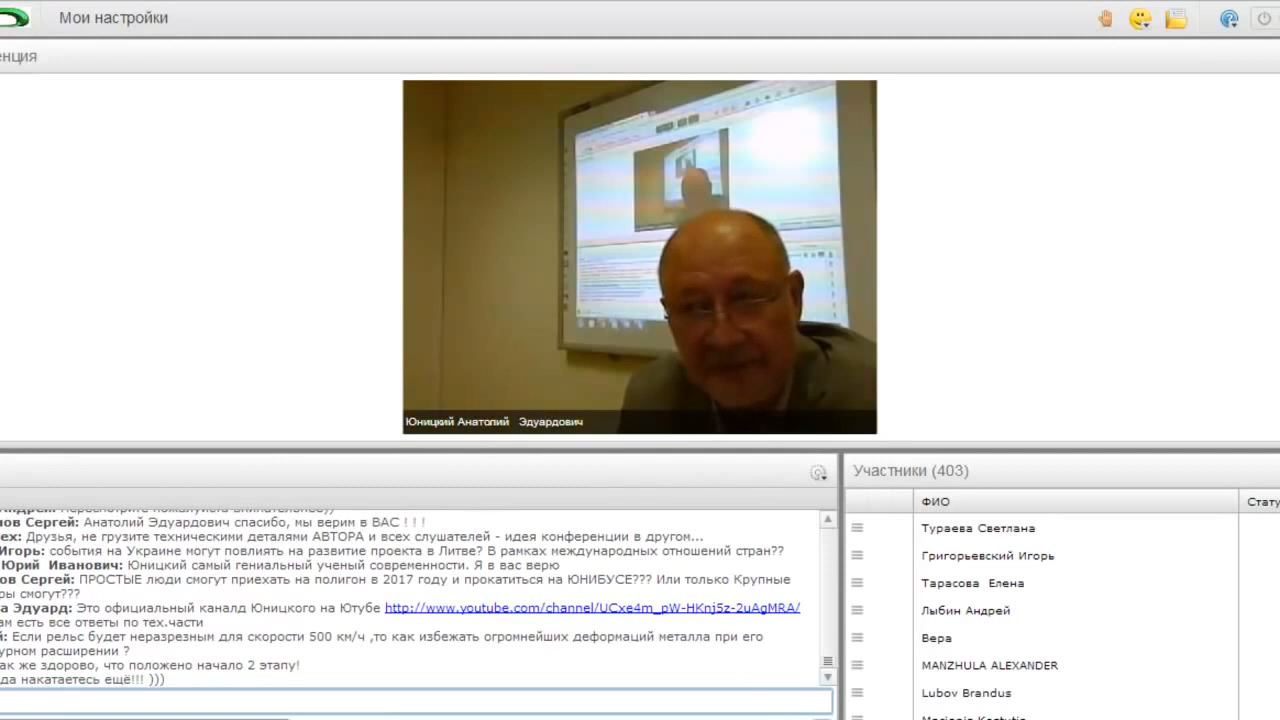 Мои настройки
енция
Юницкий Анатолий Эдуардович
Участники (403)
ФИО
Стату
нов Сергей: Анатолий Эдуардович спасибо, мы верим в ВАС ! ! !
ех: Друзья, не грузите техническими деталями АВТОРА и всех слушателей - идея конференции в другом...
Игорь: события на Украине могут повлиять на развитие проекта в Литве? В рамках международных отношений стран??
Юрий Иванович: Юницкий самый гениальный ученый современности. Я в вас верю
ов Сергей: ПРОСТЫЕ люди смогут приехать на полигон в 2017 году и прокатиться на ЮНИБУСЕ??? Или только Крупные
ры смогут???
а Эдуард: Это официальный каналд Юницкого на Ютубе http://www.youtube.com/channel/UCxe4m_pW-HKnj5z-2uAgMRA/
ам есть все ответы по тех.части
й: Если рельс будет неразрезным для скорости 500 км/ч ,то как избежать огромнейших деформаций металла при его
урном расширении ?
ак же здорово, что положено начало 2 этапу!
да накатаетесь ещё!!! )))
Тураева Светлана
Григорьевский Игорь
Тарасова Елена
Лыбин Андрей
Вера
MANZHULA ALEXANDER
Lubov Brandus